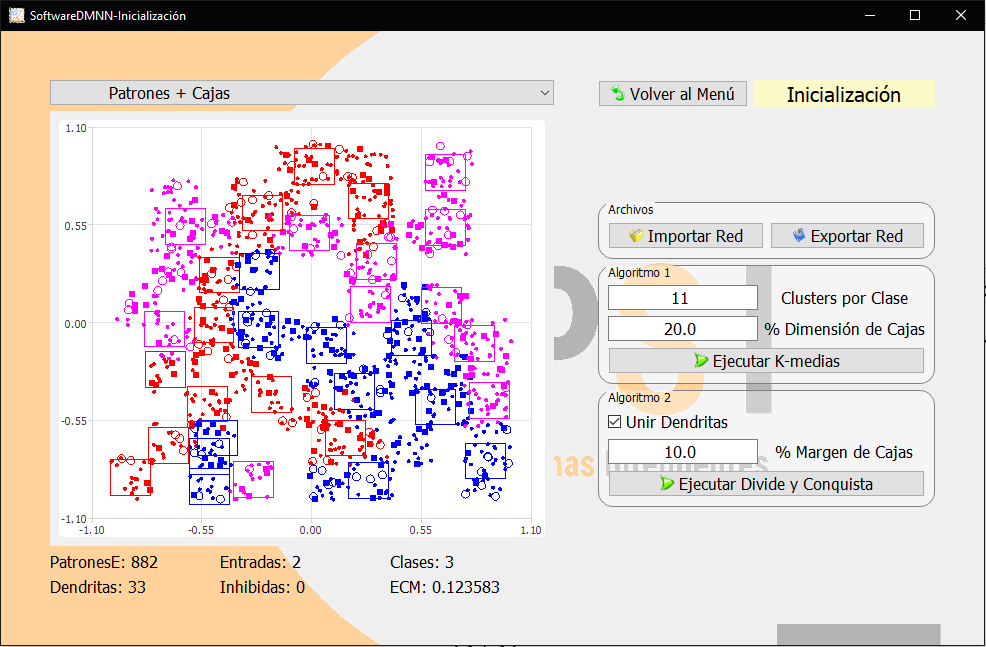 SoftwareDMNN-Inicialización
Patrones + Cajas
Volver al Menú
Inicialización
1.10
0.55
0.00
-0.55
-1.10
-1.10 -0.55 0.00 0.55 1.10
Archivos
Importar Red
Exportar Red
Algoritmo 1
11 Clusters por Clase
20.0 % Dimensión de Cajas
Ejecutar K-medias
Algoritmo 2
Unir Dendritas
10.0 % Margen de Cajas
Ejecutar Divide y Conquista
PatronesE: 882 Entradas: 2 Clases: 3
Dendritas: 33 Inhibidas: 0 ECM: 0.123583